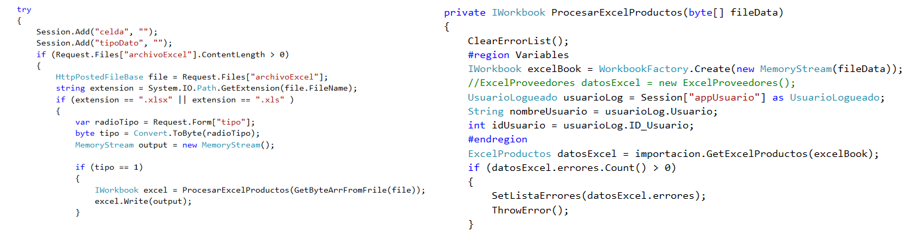 try
{
Session.Add("celda", "");
Session.Add("tipoDato", "");
if (Request.Files["archivoExcel"].ContentLength > 0)
{
HttpPostedFileBase file = Request.Files["archivoExcel"];
string extension = System.IO.Path.GetExtension(file.FileName);
if (extension == ".xlsx" || extension == ".xls" )
{
var radioTipo = Request.Form["tipo"];
byte tipo = Convert.ToByte(radioTipo);
MemoryStream output = new MemoryStream();
if (tipo == 1)
{
IWorkbook excel = ProcesarExcelProductos(GetByteArrFromFrile(file));
excel.Write(output);
}
private IWorkbook ProcesarExcelProductos(byte[] fileData)
{
ClearErrorList();
#region Variables
IWorkbook excelBook = WorkbookFactory.Create(new MemoryStream(fileData));
//ExcelProveedores datosExcel = new ExcelProveedores();
UsuarioLogueado usuarioLog = Session["appUsuario"] as UsuarioLogueado;
String nombreUsuario = usuarioLog.Usuario;
int idUsuario = usuarioLog.ID_Usuario;
#endregion
ExcelProductos datosExcel = importacion.GetExcelProductos(excelBook);
if (datosExcel.errores.Count() > 0)
{
SetListaErrores(datosExcel.errores);
ThrowError();
}